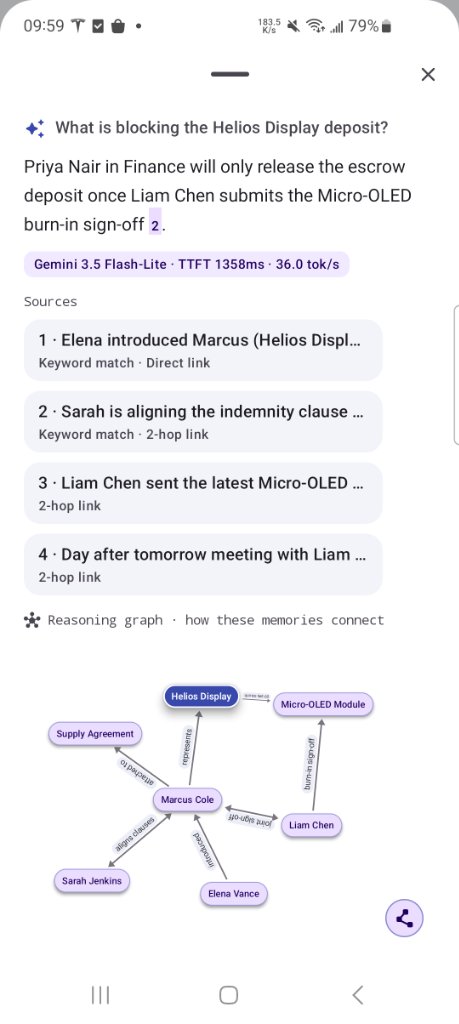 09:59
183.5
K/s
79%
What is blocking the Helios Display deposit?
Priya Nair in Finance will only release the escrow
deposit once Liam Chen submits the Micro-OLED
burn-in sign-off 2.
Gemini 3.5 Flash-Lite · TTFT 1358ms · 36.0 tok/s
Sources
1 · Elena introduced Marcus (Helios Displ...
Keyword match · Direct link
2 · Sarah is aligning the indemnity clause ...
Keyword match · 2-hop link
3 · Liam Chen sent the latest Micro-OLED ...
2-hop link
4 · Day after tomorrow meeting with Liam ...
2-hop link
Reasoning graph · how these memories connect
Helios Display
Micro-OLED Module
Supply Agreement
represents
burn-in sign-off
attached to
Marcus Cole
joint sign-off
Liam Chen
aligns clauses
introduced
Sarah Jenkins
Elena Vance